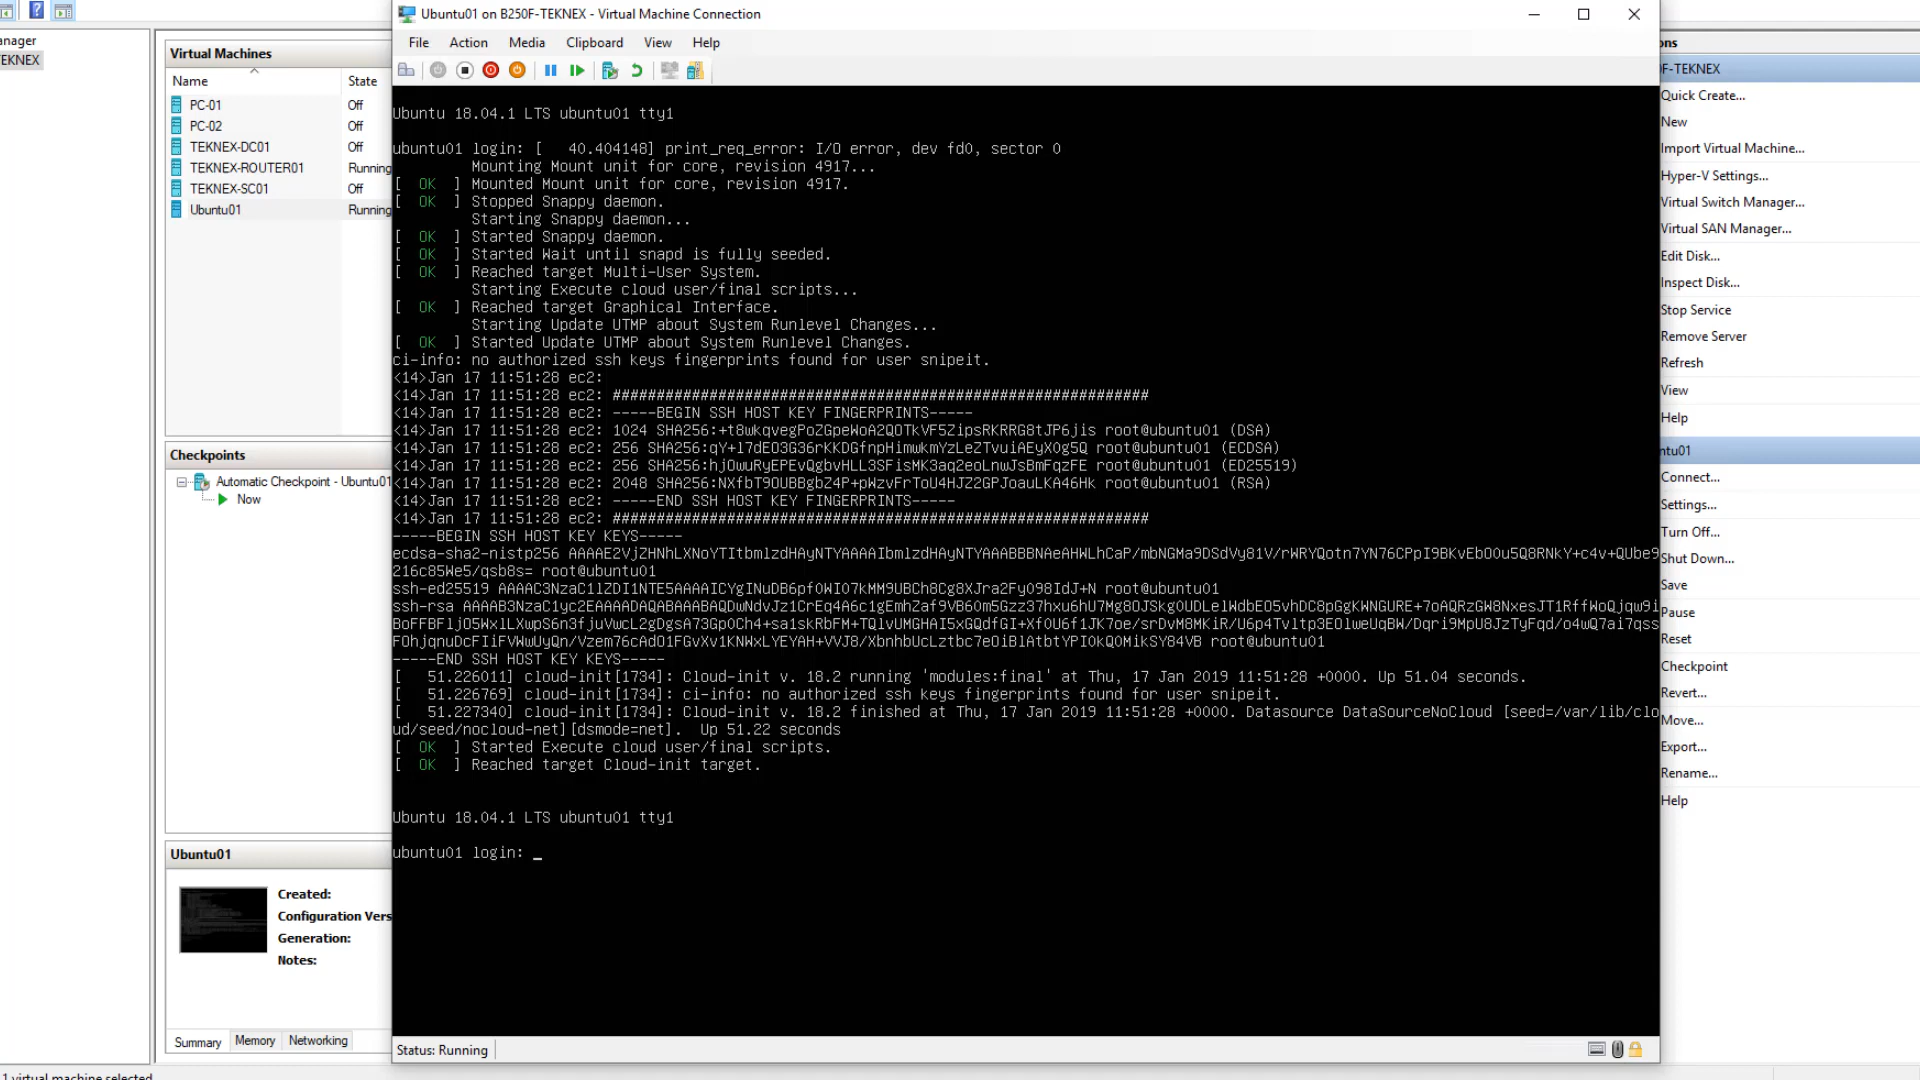 anager
TEKNEX
Virtual Machines
Name State
PC-01 Off
PC-02 Off
TEKNEX-DC01 Off
TEKNEX-ROUTER01 Running
TEKNEX-SC01 Off
Ubuntu01 Running
Checkpoints
Automatic Checkpoint - Ubuntu01
Now
Ubuntu01
Created:
Configuration Vers
Generation:
Notes:
Summary Memory Networking
1 virtual machine selected
Ubuntu01 on B250F-TEKNEX - Virtual Machine Connection
File Action Media Clipboard View Help
Ubuntu 18.04.1 LTS ubuntu01 tty1
ubuntu01 login: [   40.404148] print_req_error: I/O error, dev fd0, sector 0
Mounting Mount unit for core, revision 4917...
[  OK  ] Mounted Mount unit for core, revision 4917.
[  OK  ] Stopped Snappy daemon.
Starting Snappy daemon...
[  OK  ] Started Snappy daemon.
[  OK  ] Started Wait until snapd is fully seeded.
[  OK  ] Reached target Multi-User System.
Starting Execute cloud user/final scripts...
[  OK  ] Reached target Graphical Interface.
Starting Update UTMP about System Runlevel Changes...
[  OK  ] Started Update UTMP about System Runlevel Changes.
ci-info: no authorized ssh keys fingerprints found for user snipeit.
<14>Jan 17 11:51:28 ec2:
<14>Jan 17 11:51:28 ec2: #############################################################
<14>Jan 17 11:51:28 ec2: -----BEGIN SSH HOST KEY FINGERPRINTS-----
<14>Jan 17 11:51:28 ec2: 1024 SHA256:+t8wkqvegPoZGpeWoA2QOTkVF5ZipsRKRRG8tJP6jis root@ubuntu01 (DSA)
<14>Jan 17 11:51:28 ec2: 256 SHA256:qY+l7dEO3G36rKKDGfnpHimwkmYzLeZTvuiAEyX0g5Q root@ubuntu01 (ECDSA)
<14>Jan 17 11:51:28 ec2: 256 SHA256:hjOwuRyEPEvQgbvHLL3SFisMK3aq2eoLnwJsBmFqzFE root@ubuntu01 (ED25519)
<14>Jan 17 11:51:28 ec2: 2048 SHA256:NXfbT9OUBBgbZ4P+pWzvFrToU4HJZ2GPJoauLKA46Hk root@ubuntu01 (RSA)
<14>Jan 17 11:51:28 ec2: -----END SSH HOST KEY FINGERPRINTS-----
<14>Jan 17 11:51:28 ec2: #############################################################
-----BEGIN SSH HOST KEY KEYS-----
ecdsa-sha2-nistp256 AAAAE2VjZHNhLXNoYTItbmlzdHAyNTYAAAAIbmlzdHAyNTYAAABBBNAeAHWLhCaP/mbNGMa9DSdVy81V/rWRYQotn7YN76CPpI9BKvEbO0u5Q8RNkY+c4v+QUbe9
216c85We5/qsb8s= root@ubuntu01
ssh-ed25519 AAAAC3NzaC1lZDI1NTE5AAAAICYgINuDB6pf0WI07kMM9UBCh8Cg8XJra2Fy098IdJ+N root@ubuntu01
ssh-rsa AAAAB3NzaC1yc2EAAAADAQABAAABAQDwNdvJz1CrEq4A6c1gEmhZaf9VB60m5Gzz37hxu6hU7Mg8OJSkg0UDLelWdbEO5vhDC8pGgKWNGURE+7oAQRzGW8NxesJT1RffWoQjqw9i
BoFFBFljO5WxlLXwpS6n3fjuVwcL2gDgsA73Gp0Ch4+sa1skRbFM+TQlvUMGHAI5xGQdfGI+Xf0U6f1JK7oe/srDvM8MKiR/U6p4Tvltp3EOlweUqBW/Dqri9MpU8JzTyFqd/o4wQ7ai7qss
FOhjqnuDcFIiFVWwUyQn/Vzem76cAdO1FGvXv1KNWxLYEYAH+VVJ8/XbnhbUcLztbc7eOiBlAtbtYPI0kQ0MikSY84VB root@ubuntu01
-----END SSH HOST KEY KEYS-----
[   51.226011] cloud-init[1734]: Cloud-init v. 18.2 running 'modules:final' at Thu, 17 Jan 2019 11:51:28 +0000. Up 51.04 seconds.
[   51.226769] cloud-init[1734]: ci-info: no authorized ssh keys fingerprints found for user snipeit.
[   51.227340] cloud-init[1734]: Cloud-init v. 18.2 finished at Thu, 17 Jan 2019 11:51:28 +0000. Datasource DataSourceNoCloud [seed=/var/lib/clo
ud/seed/nocloud-net][dsmode=net].  Up 51.22 seconds
[  OK  ] Started Execute cloud user/final scripts.
[  OK  ] Reached target Cloud-init target.
Ubuntu 18.04.1 LTS ubuntu01 tty1
ubuntu01 login: _
Status: Running
ons
F-TEKNEX
Quick Create...
New
Import Virtual Machine...
Hyper-V Settings...
Virtual Switch Manager...
Virtual SAN Manager...
Edit Disk...
Inspect Disk...
Stop Service
Remove Server
Refresh
View
Help
ntu01
Connect...
Settings...
Turn Off...
Shut Down...
Save
Pause
Reset
Checkpoint
Revert...
Move...
Export...
Rename...
Help